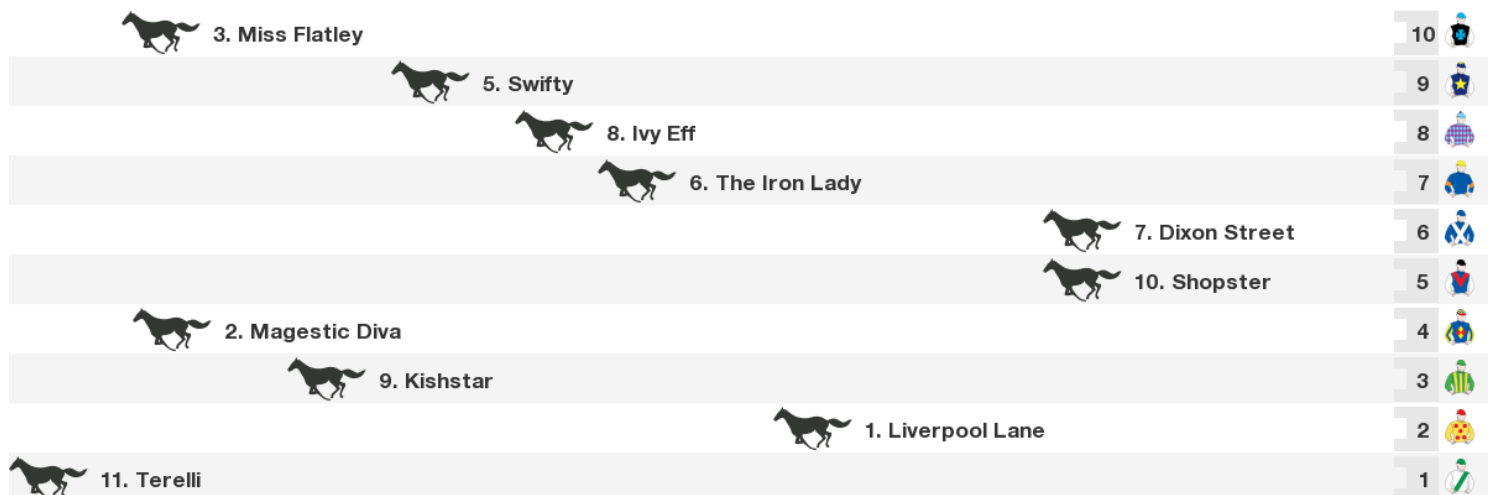 3. Miss Flatley 10
5. Swifty 9
8. Ivy Eff 8
6. The Iron Lady 7
7. Dixon Street 6
10. Shopster 5
2. Magestic Diva 4
9. Kishstar 3
1. Liverpool Lane 2
11. Terelli 1